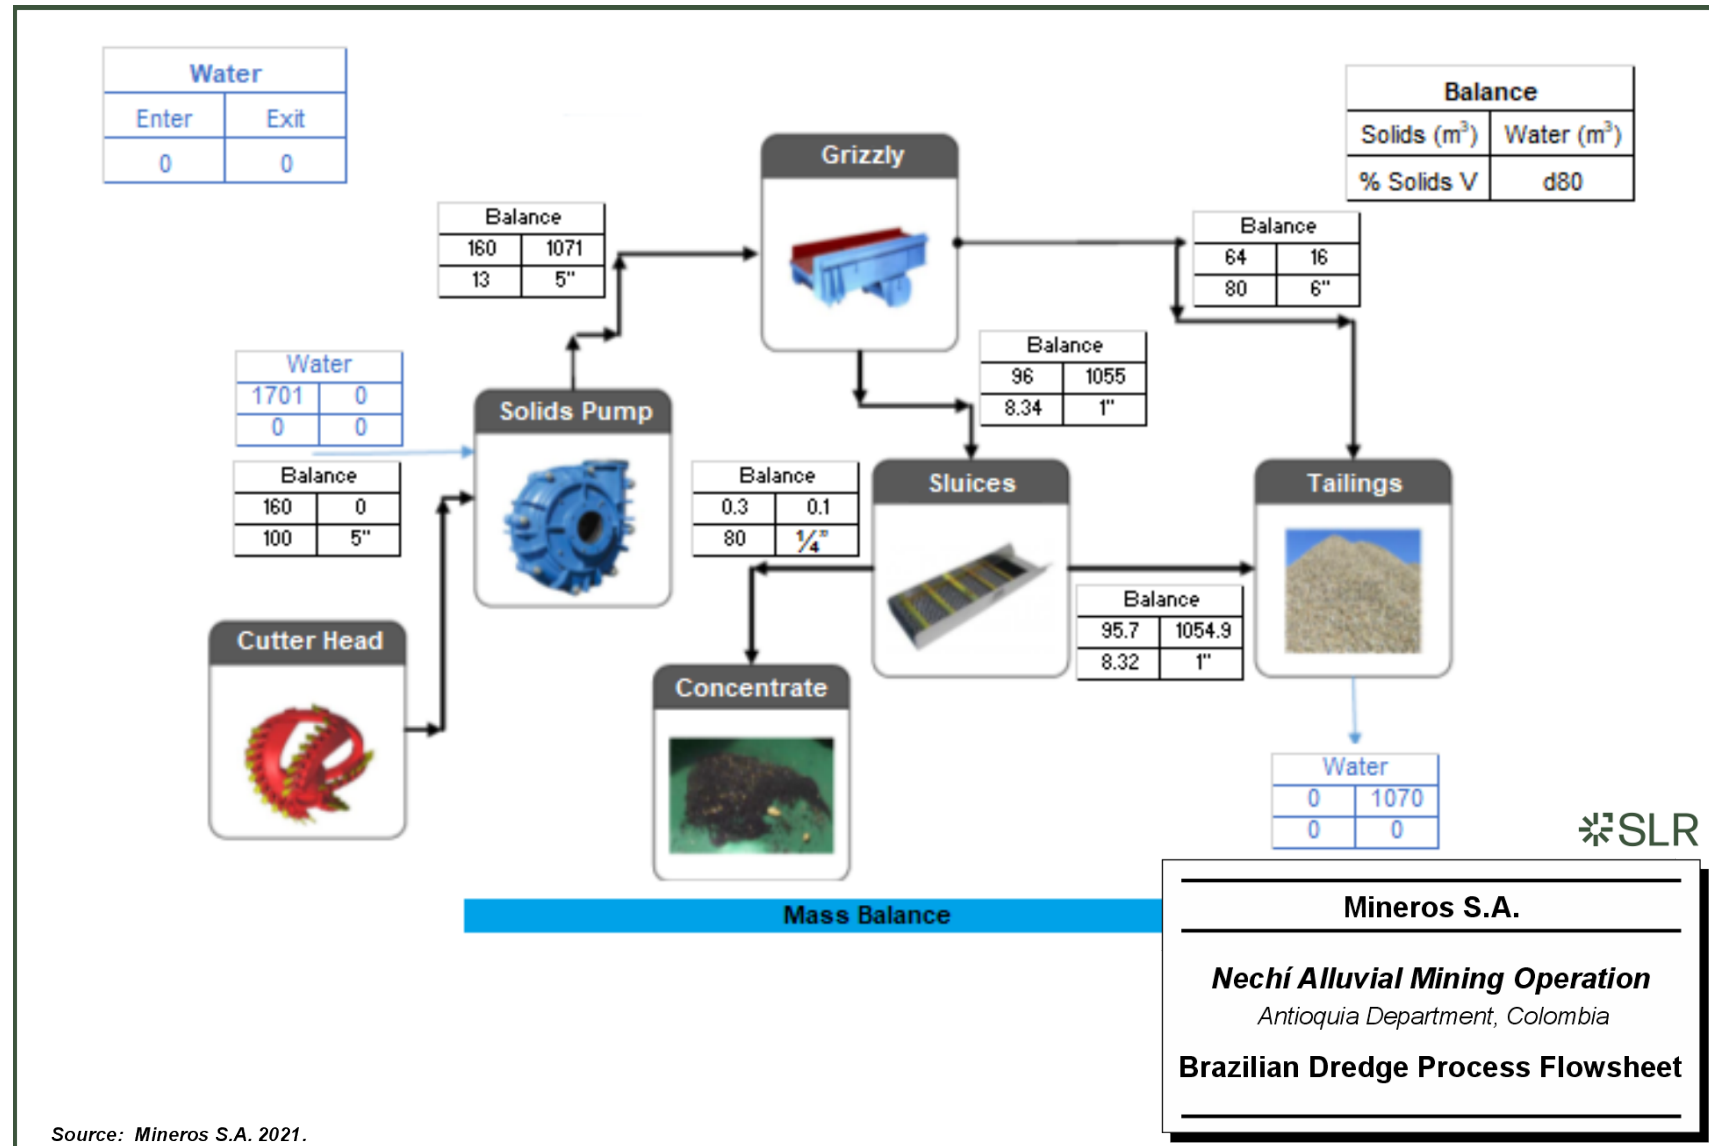 Water
Enter Exit
0 0
Balance
Solids (m³) Water (m³)
% Solids V d80
Grizzly
Balance
160 1071
13 5"
Balance
64 16
80 6"
Balance
96 1055
8.34 1"
Water
1701 0
0 0
Solids Pump
Balance
160 0
100 5"
Balance
0.3 0.1
80 ¼"
Sluices
Tailings
Balance
95.7 1054.9
8.32 1"
Cutter Head
Concentrate
Water
0 1070
0 0
SLR
Mass Balance
Mineros S.A.
Nechí Alluvial Mining Operation
Antioquia Department, Colombia
Brazilian Dredge Process Flowsheet
Source: Mineros S.A. 2021.